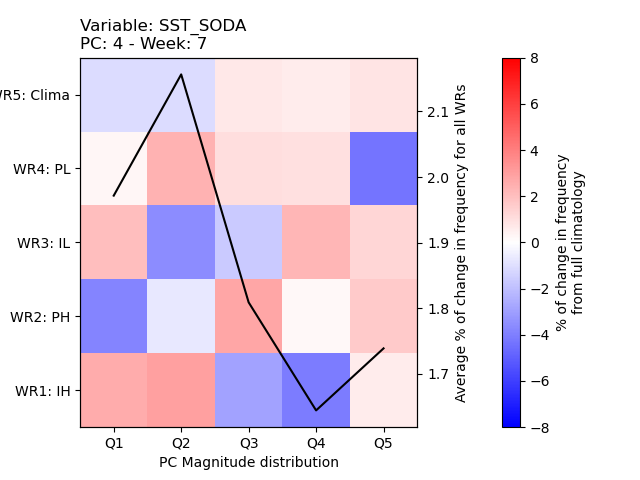 Variable: SST_SODA
PC: 4 - Week: 7
WR5: Clima
WR4: PL
WR3: IL
WR2: PH
WR1: IH
Q1 Q2 Q3 Q4 Q5
PC Magnitude distribution
2.1
2.0
1.9
1.8
1.7
Average % of change in frequency for all WRs
8
6
4
2
0
−2
−4
−6
−8
% of change in frequency
from full climatology